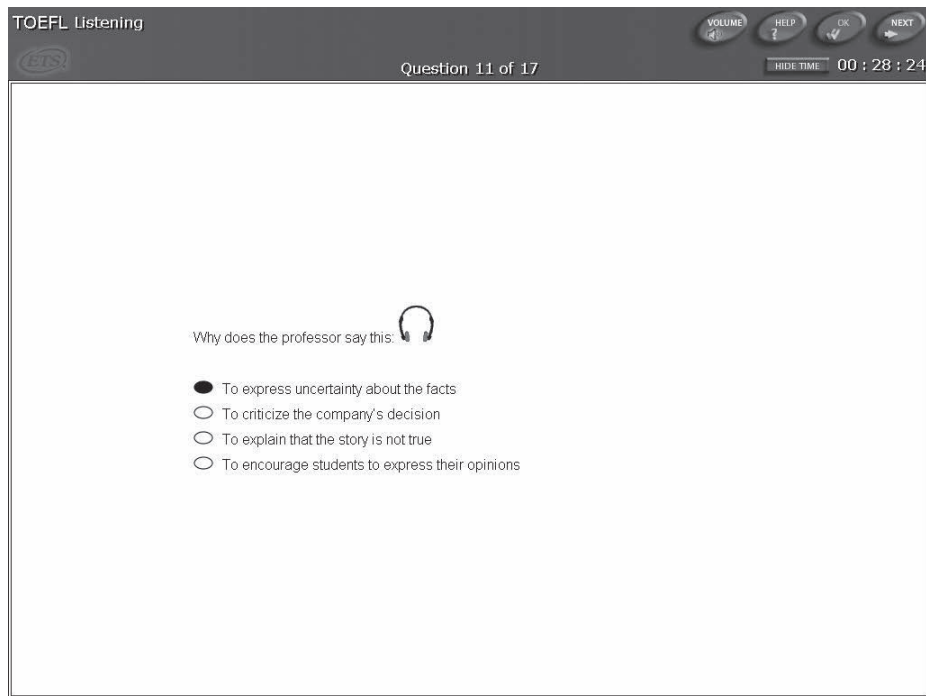 TOEFL Listening
VOLUME
HELP
?
OK
NEXT
ETS
Question 11 of 17
HIDE TIME 00 : 28 : 24
Why does the professor say this:
To express uncertainty about the facts
To criticize the company's decision
To explain that the story is not true
To encourage students to express their opinions